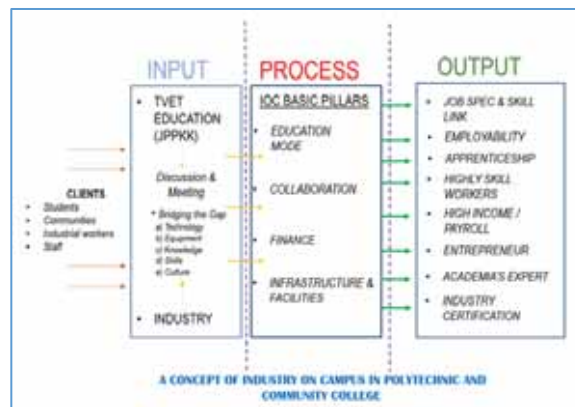 INPUT
PROCESS
OUTPUT
CLIENTS
Students
Communities
Industrial workers
Staff
TVET
EDUCATION
(JPPKK)
Discussion &
Meeting
* Bridging the Gap
a) Technology
b) Equipment
c) Knowledge
d) Skills
e) Culture
INDUSTRY
IOC BASIC PILLARS
EDUCATION
MODE
COLLABORATION
FINANCE
INFRASTRUCTURE &
FACILITIES
JOB SPEC & SKILL
LINK
EMPLOYABILITY
APPRENTICESHIP
HIGHLY SKILL
WORKERS
HIGH INCOME /
PAYROLL
ENTREPRENEUR
ACADEMIA'S EXPERT
INDUSTRY
CERTIFICATION
A CONCEPT OF INDUSTRY ON CAMPUS IN POLYTECHNIC AND
COMMUNITY COLLEGE